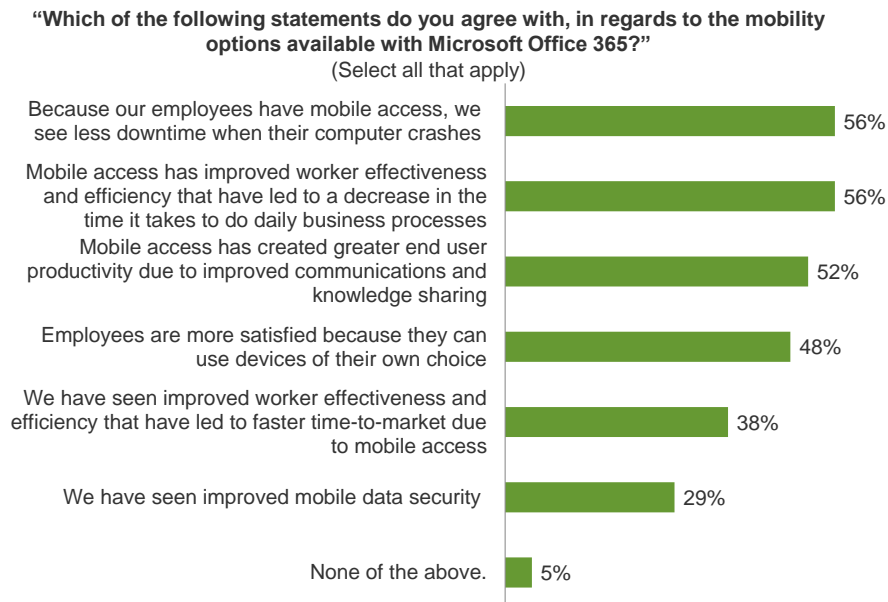 “Which of the following statements do you agree with, in regards to the mobility
options available with Microsoft Office 365?”
(Select all that apply)
Because our employees have mobile access, we
see less downtime when their computer crashes
56%
Mobile access has improved worker effectiveness
and efficiency that have led to a decrease in the
time it takes to do daily business processes
56%
Mobile access has created greater end user
productivity due to improved communications and
knowledge sharing
52%
Employees are more satisfied because they can
use devices of their own choice
48%
We have seen improved worker effectiveness and
efficiency that have led to faster time-to-market due
to mobile access
38%
We have seen improved mobile data security
29%
None of the above.
5%